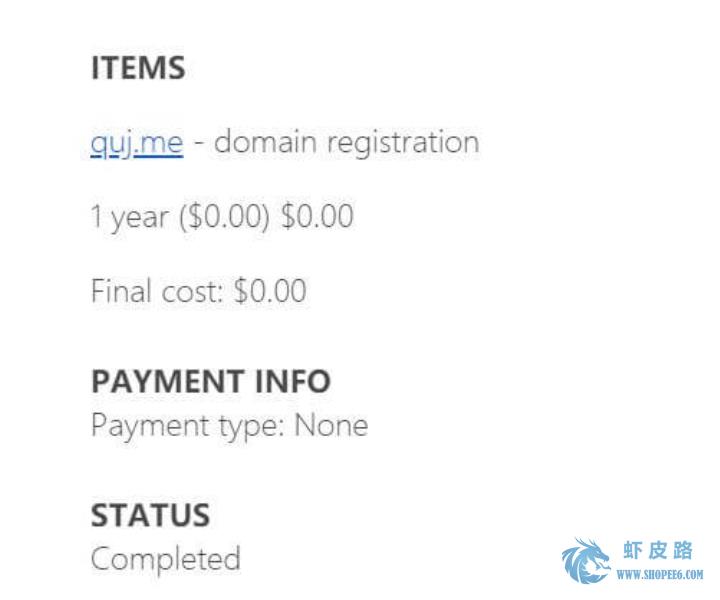 ITEMS
quj.me - domain registration
1 year ($0.00) $0.00
Final cost: $0.00
PAYMENT INFO
Payment type: None
STATUS
Completed
虾皮路
WWW.SHOPEE6.COM